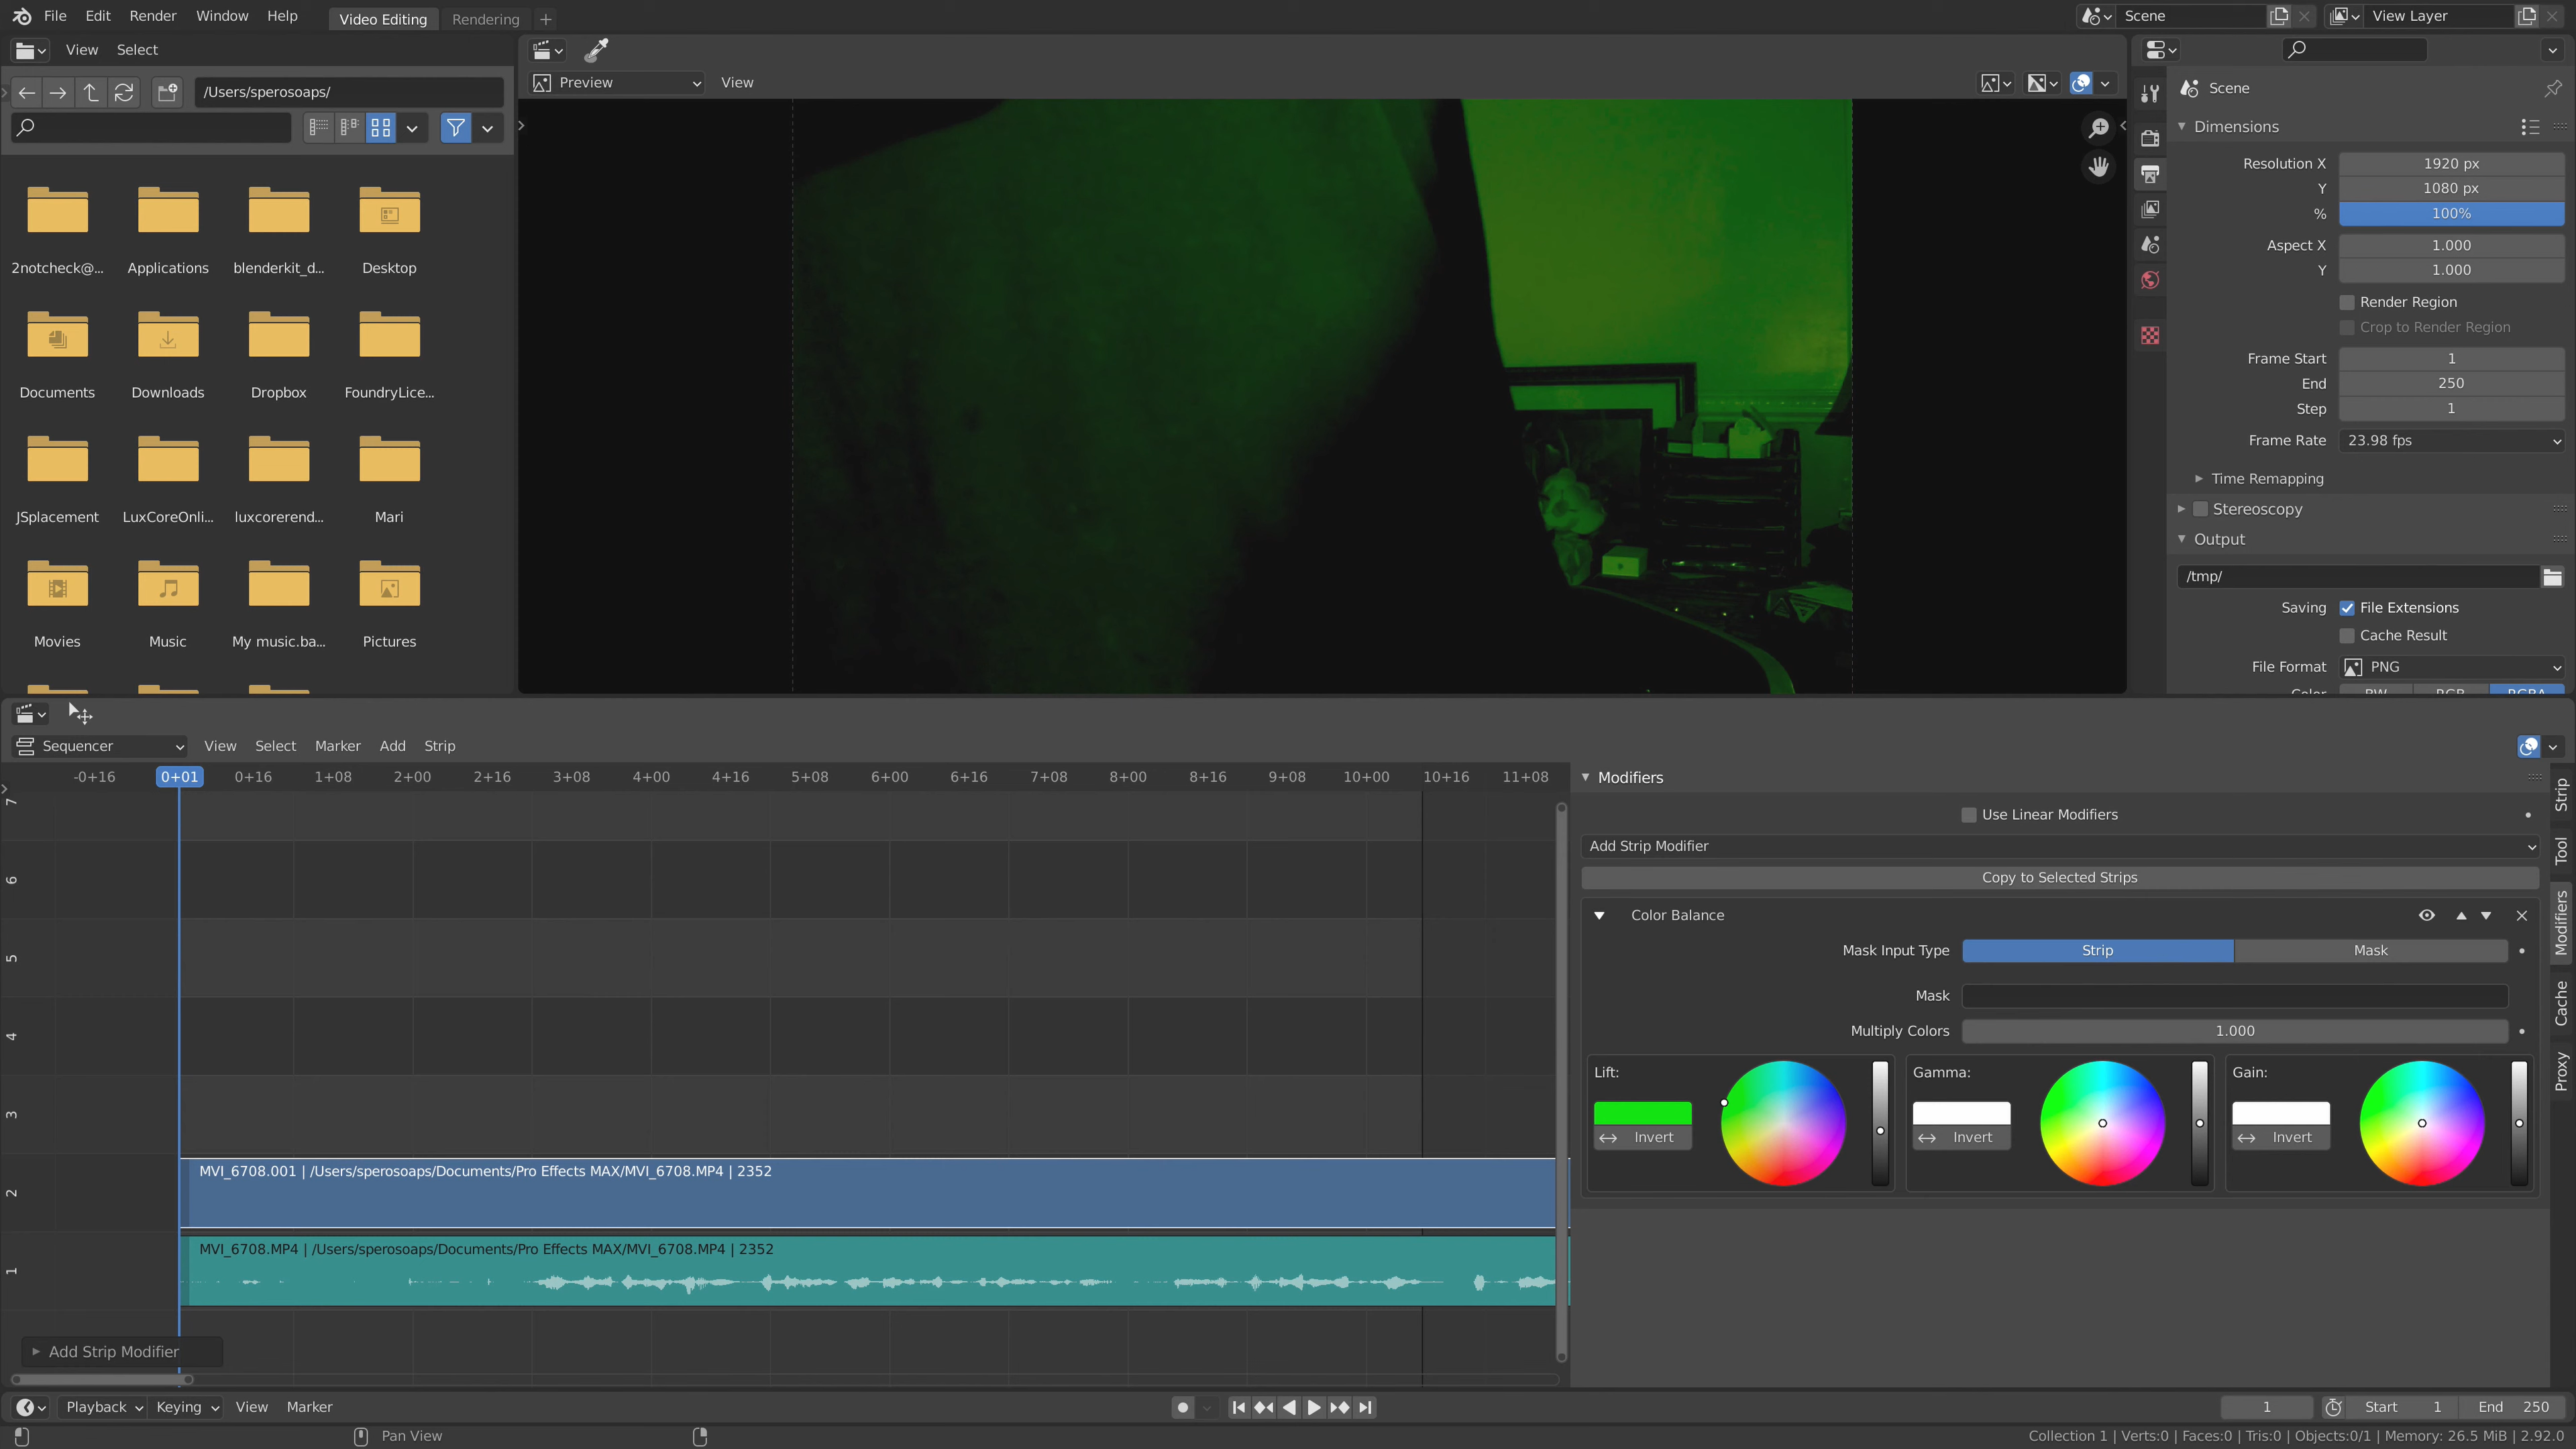 File Edit Render Window Help Video Editing Rendering + Scene View Layer
View Select
/Users/sperosoaps/
2notcheck@... Applications blenderkit_d... Desktop
Documents Downloads Dropbox FoundryLice...
JSplacement LuxCoreOnli... luxcorerend... Mari
Movies Music My music.ba... Pictures
Preview View
Scene
Dimensions
Resolution X 1920 px
Y 1080 px
% 100%
Aspect X 1.000
Y 1.000
Render Region
Crop to Render Region
Frame Start 1
End 250
Step 1
Frame Rate 23.98 fps
Time Remapping
Stereoscopy
Output
/tmp/
Saving File Extensions
Cache Result
File Format PNG
Color BW RGB RGBA
Sequencer View Select Marker Add Strip
-0+16 0+01 0+16 1+08 2+00 2+16 3+08 4+00 4+16 5+08 6+00 6+16 7+08 8+00 8+16 9+08 10+00 10+16 11+08
7
6
5
4
3
2
1
MVI_6708.001 | /Users/sperosoaps/Documents/Pro Effects MAX/MVI_6708.MP4 | 2352
MVI_6708.MP4 | /Users/sperosoaps/Documents/Pro Effects MAX/MVI_6708.MP4 | 2352
Add Strip Modifier
Modifiers
Use Linear Modifiers
Add Strip Modifier
Copy to Selected Strips
Color Balance
Mask Input Type Strip Mask
Mask
Multiply Colors 1.000
Lift: Gamma: Gain:
Invert Invert Invert
Strip
Tool
Modifiers
Cache
Proxy
Playback Keying View Marker 1 Start 1 End 250
Pan View Collection 1 | Verts:0 | Faces:0 | Tris:0 | Objects:0/1 | Memory: 26.5 MiB | 2.92.0